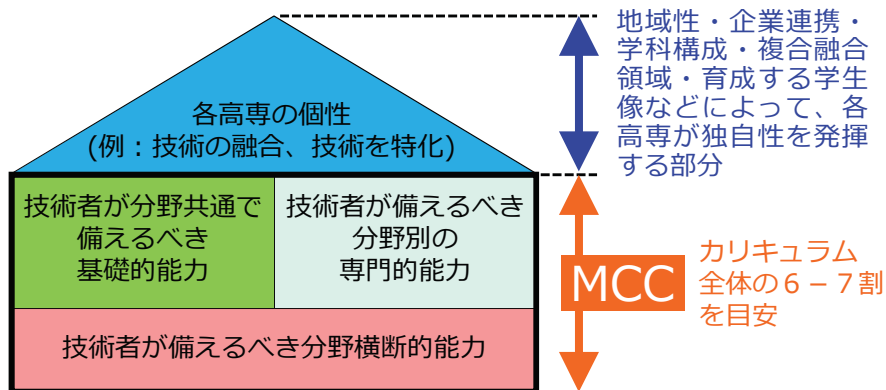 各高専の個性
(例：技術の融合、技術を特化)
地域性・企業連携・
学科構成・複合融合
領域・育成する学生
像などによって、各
高専が独自性を発揮
する部分
技術者が分野共通で
備えるべき
基礎的能力
技術者が備えるべき
分野別の
専門的能力
技術者が備えるべき分野横断的能力
MCC
カリキュラム
全体の６－７割
を目安